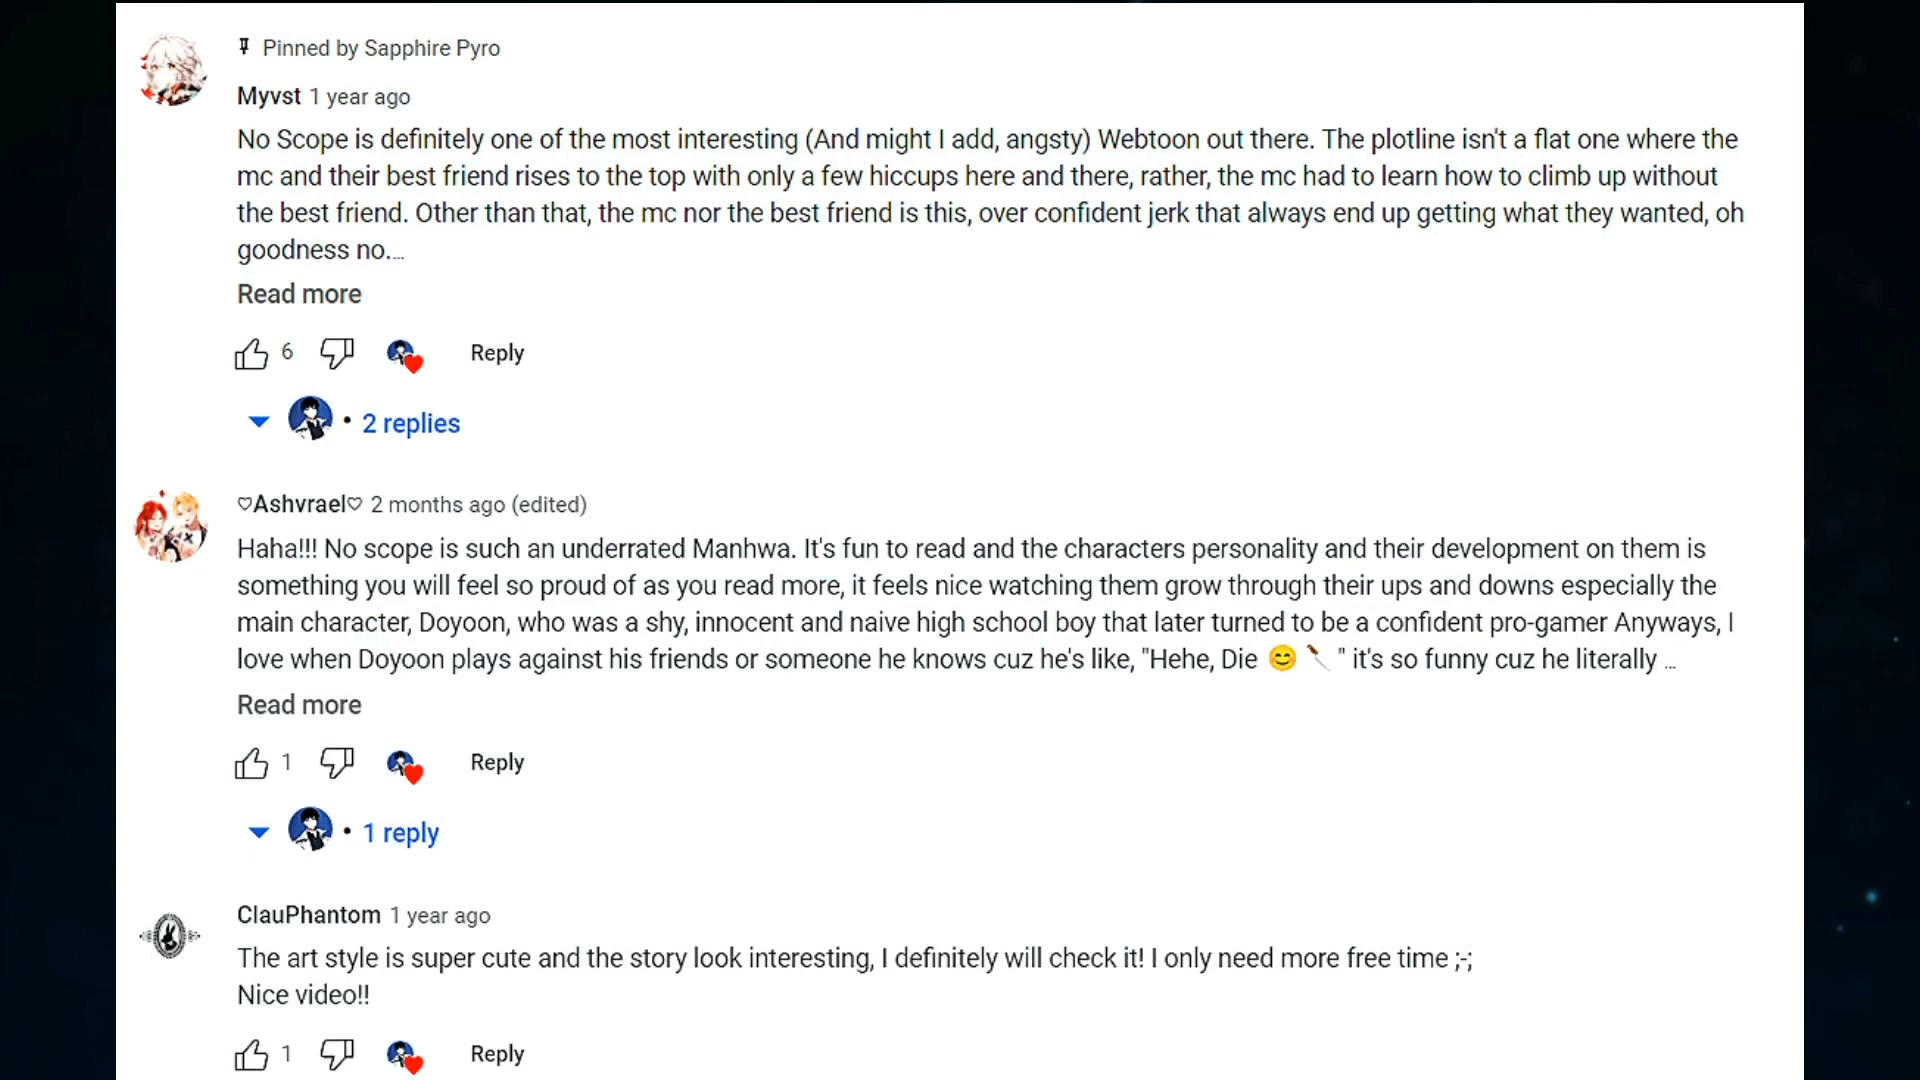 Pinned by Sapphire Pyro
Myvst 1 year ago
No Scope is definitely one of the most interesting (And might I add, angsty) Webtoon out there. The plotline isn't a flat one where the
mc and their best friend rises to the top with only a few hiccups here and there, rather, the mc had to learn how to climb up without
the best friend. Other than that, the mc nor the best friend is this, over confident jerk that always end up getting what they wanted, oh
goodness no....
Read more
6 Reply
2 replies
♡Ashvrael♡ 2 months ago (edited)
Haha!!! No scope is such an underrated Manhwa. It's fun to read and the characters personality and their development on them is
something you will feel so proud of as you read more, it feels nice watching them grow through their ups and downs especially the
main character, Doyoon, who was a shy, innocent and naive high school boy that later turned to be a confident pro-gamer Anyways, I
love when Doyoon plays against his friends or someone he knows cuz he's like, "Hehe, Die 😊 🔪 " it's so funny cuz he literally ...
Read more
1 Reply
1 reply
ClauPhantom 1 year ago
The art style is super cute and the story look interesting, I definitely will check it! I only need more free time ;-;
Nice video!!
1 Reply